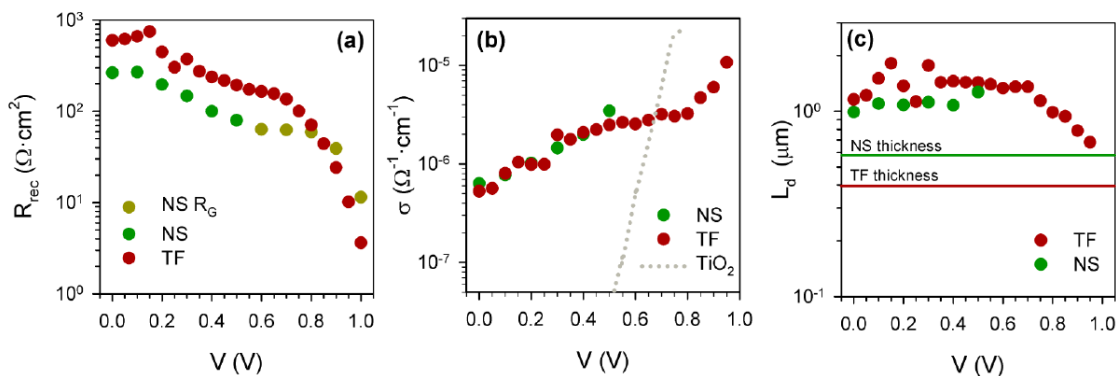 (a)
10³
10²
10¹
10⁰
R_rec (Ω·cm²)
NS R_G
NS
TF
0.0 0.2 0.4 0.6 0.8 1.0
V (V)
(b)
10⁻⁵
10⁻⁶
10⁻⁷
σ (Ω⁻¹·cm⁻¹)
NS
TF
TiO₂
0.0 0.2 0.4 0.6 0.8 1.0
V (V)
(c)
10⁰
10⁻¹
L_d (µm)
NS thickness
TF thickness
TF
NS
0.0 0.2 0.4 0.6 0.8 1.0
V (V)